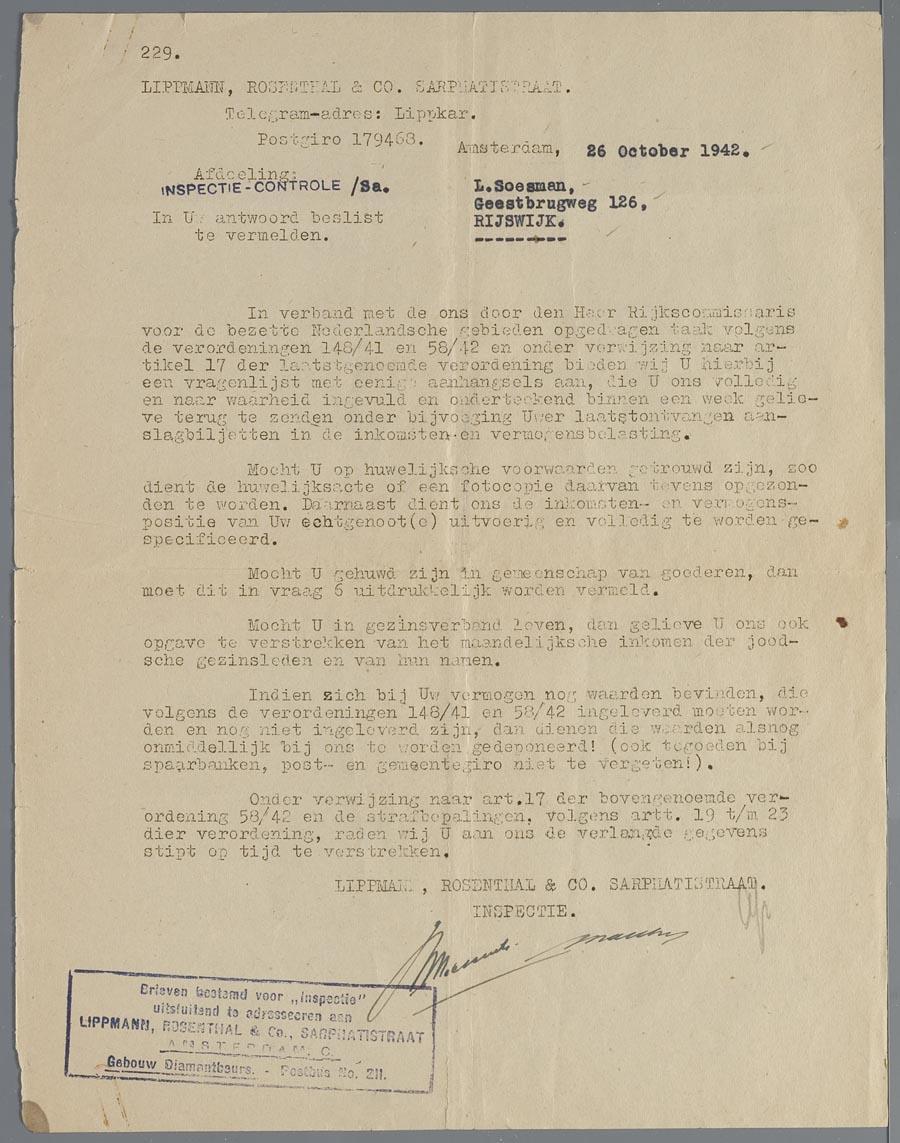 229.
LIPPMANN, ROSENTHAL & CO. SARPHATISTRAAT.
Telegram-adres: Lippkar.
Postgiro 179468.
Amsterdam, 26 October 1942.
Afdeeling:
INSPECTIE-CONTROLE /Sa.
In Uw antwoord beslist
te vermelden.
L.Soesman,
Geestbrugweg 126,
RIJSWIJK.
In verband met de ons door den Heer Rijkscommissaris
voor de bezette Nederlandsche gebieden opgedragen taak volgens
de verordeningen 148/41 en 58/42 en onder verwijzing naar ar-
tikel 17 der laatstgenoemde verordening bieden wij U hierbij
een vragenlijst met eenige aanhangsels aan, die U ons volledig
en naar waarheid ingevuld en onderteekend binnen een week gelie-
ve terug te zenden onder bijvoeging Uwer laatstontvangen aan-
slagbiljetten in de inkomsten-en vermogensbelasting.
Mocht U op huwelijksche voorwaarden getrouwd zijn, zoo
dient de huwelijksacte of een fotocopie daarvan tevens opgezon-
den te worden. Daarnaast dient ons de inkomsten- en vermogens-
positie van Uw echtgenoot(e) uitvoerig en volledig te worden ge-
specificeerd.
Mocht U gehuwd zijn in gemeenschap van goederen, dan
moet dit in vraag 6 uitdrukkelijk worden vermeld.
Mocht U in gezinsverband leven, dan gelieve U ons ook
opgave te verstrekken van het maandelijksche inkomen der jood-
sche gezinsleden en van hun namen.
Indien zich bij Uw vermogen nog waarden bevinden, die
volgens de verordeningen 148/41 en 58/42 ingeleverd moeten wor-
den en nog niet ingeleverd zijn, dan dienen die waarden alsnog
onmiddellijk bij ons te worden gedeponeerd! (ook tegoeden bij
spaarbanken, post- en gemeentegiro niet te vergeten!).
Onder verwijzing naar art.17 der bovengenoemde ver-
ordening 58/42 en de strafbepalingen, volgens artt. 19 t/m 23
dier verordening, raden wij U aan ons de verlangde gegevens
stipt op tijd te verstrekken.
LIPPMANN, ROSENTHAL & CO. SARPHATISTRAAT.
INSPECTIE.
Brieven bestemd voor „Inspectie"
uitsluitend te adresseeren aan
LIPPMANN, ROSENTHAL & Co., SARPHATISTRAAT
AMSTERDAM. C.
Gebouw Diamantbeurs. - Postbus No. 211.